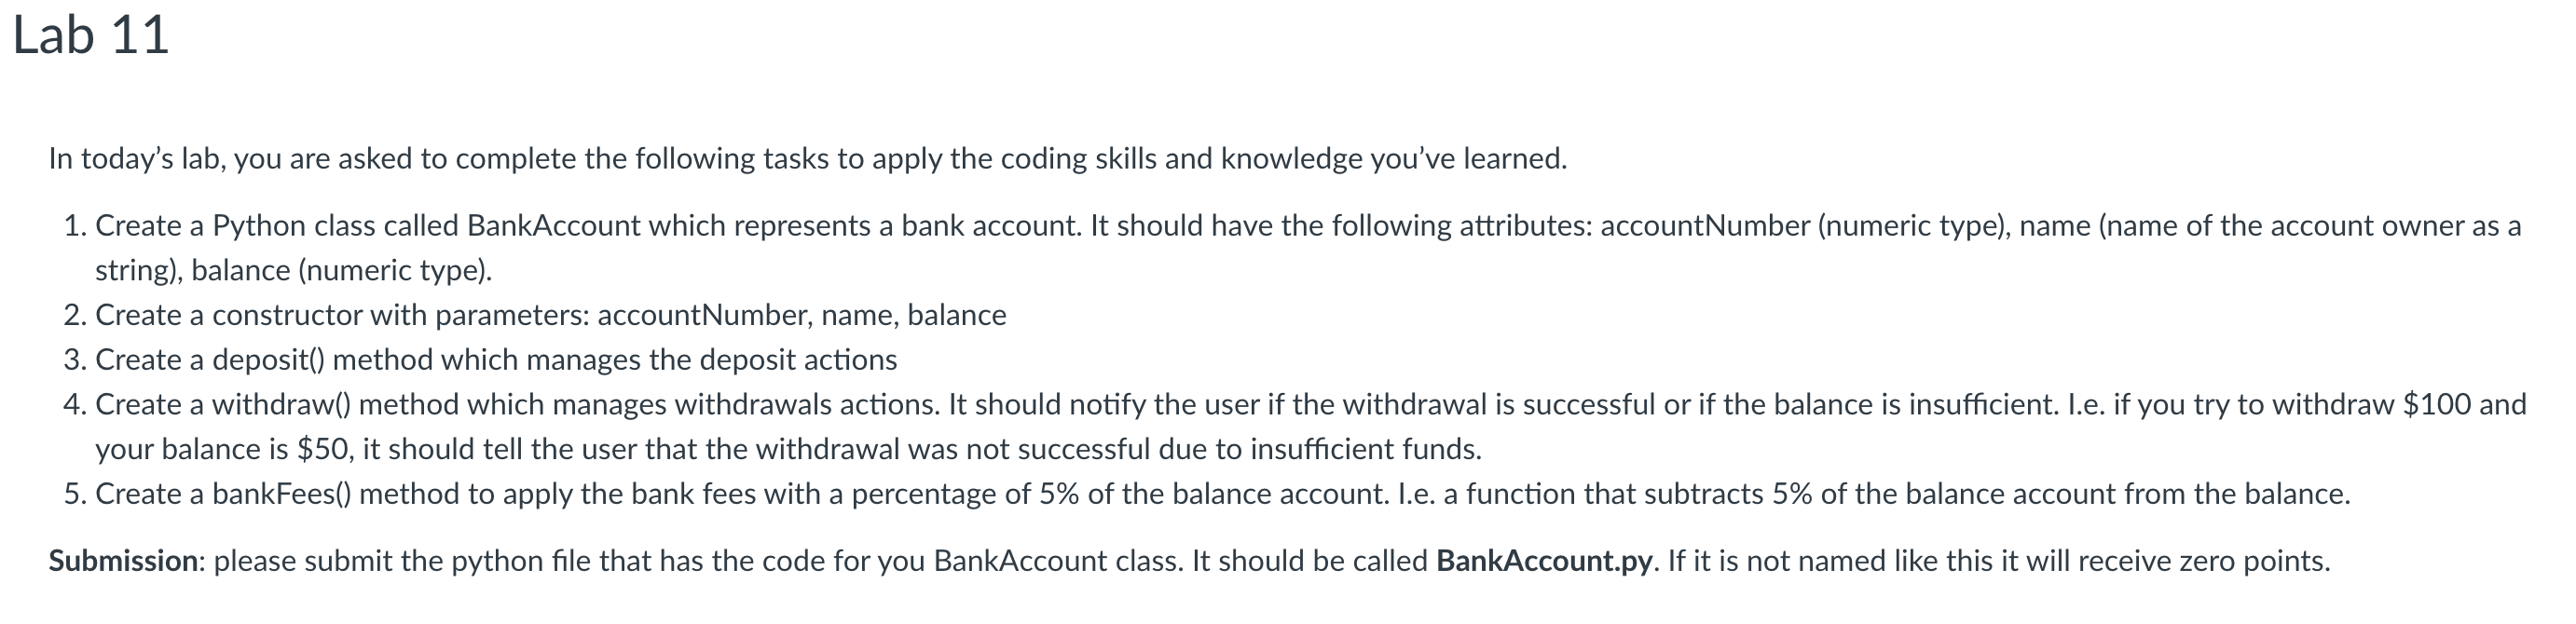 Lab 11
In today’s lab, you are asked to complete the following tasks to apply the coding skills and knowledge you’ve learned.
1. Create a Python class called BankAccount which represents a bank account. It should have the following attributes: accountNumber (numeric type), name (name of the account owner as a
string), balance (numeric type).
2. Create a constructor with parameters: accountNumber, name, balance
3. Create a deposit() method which manages the deposit actions
4. Create a withdraw() method which manages withdrawals actions. It should notify the user if the withdrawal is successful or if the balance is insufficient. I.e. if you try to withdraw $100 and
your balance is $50, it should tell the user that the withdrawal was not successful due to insufficient funds.
5. Create a bankFees() method to apply the bank fees with a percentage of 5% of the balance account. I.e. a function that subtracts 5% of the balance account from the balance.
Submission: please submit the python file that has the code for you BankAccount class. It should be called BankAccount.py. If it is not named like this it will receive zero points.